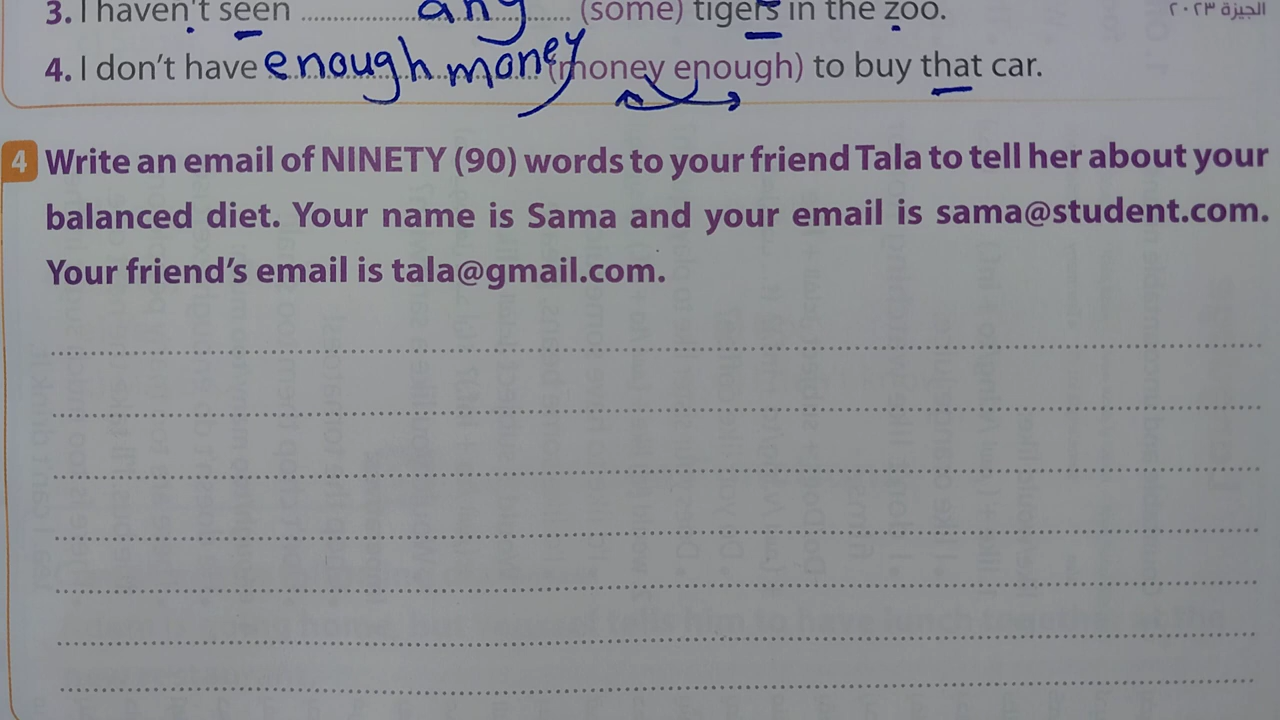 3. I haven't seen any (some) tigers in the zoo.
الجيزة ٢٠٢٣
4. I don't have enough money (money enough) to buy that car.
4 Write an email of NINETY (90) words to your friend Tala to tell her about your
balanced diet. Your name is Sama and your email is sama@student.com.
Your friend's email is tala@gmail.com.